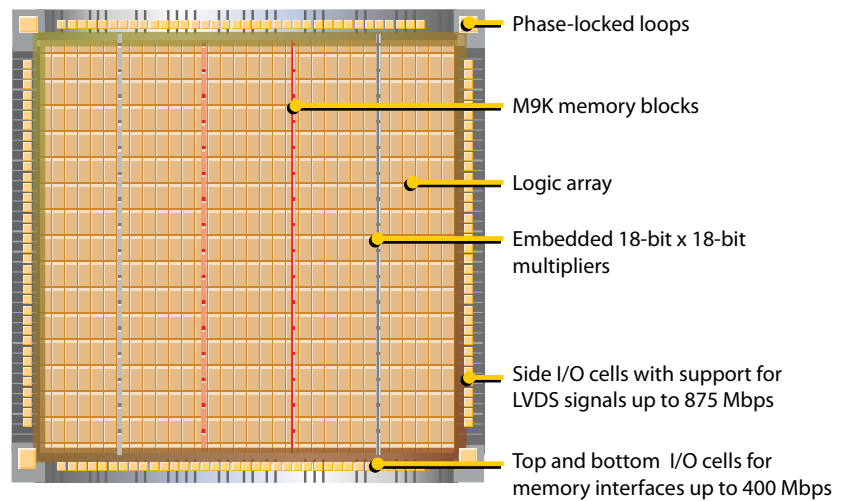 Phase-locked loops
M9K memory blocks
Logic array
Embedded 18-bit x 18-bit
multipliers
Side I/O cells with support for
LVDS signals up to 875 Mbps
Top and bottom I/O cells for
memory interfaces up to 400 Mbps